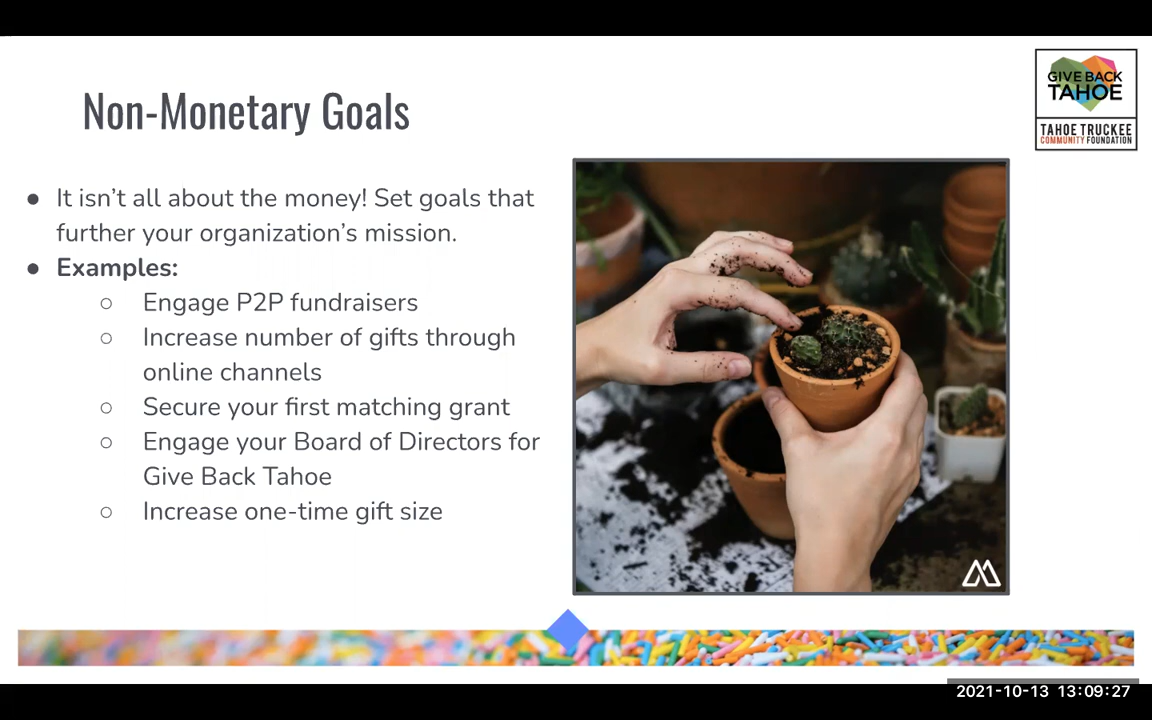 GIVE BACK
TAHOE
TAHOE TRUCKEE
COMMUNITY FOUNDATION
Non-Monetary Goals
● It isn’t all about the money! Set goals that
further your organization’s mission.
● Examples:
○ Engage P2P fundraisers
○ Increase number of gifts through
online channels
○ Secure your first matching grant
○ Engage your Board of Directors for
Give Back Tahoe
○ Increase one-time gift size
2021-10-13 13:09:27